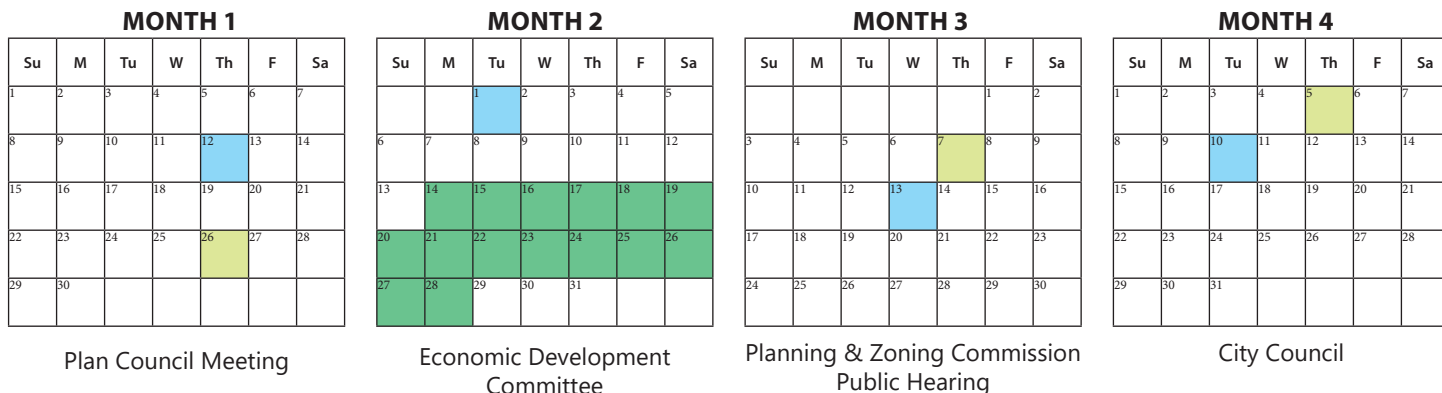 MONTH 1
Su M Tu W Th F Sa
1 2 3 4 5 6 7
8 9 10 11 12 13 14
15 16 17 18 19 20 21
22 23 24 25 26 27 28
29 30
Plan Council Meeting
MONTH 2
Su M Tu W Th F Sa
1 2 3 4 5
6 7 8 9 10 11 12
13 14 15 16 17 18 19
20 21 22 23 24 25 26
27 28 29 30 31
Economic Development
Committee
MONTH 3
Su M Tu W Th F Sa
1 2
3 4 5 6 7 8 9
10 11 12 13 14 15 16
17 18 19 20 21 22 23
24 25 26 27 28 29 30
Planning & Zoning Commission
Public Hearing
MONTH 4
Su M Tu W Th F Sa
1 2 3 4 5 6 7
8 9 10 11 12 13 14
15 16 17 18 19 20 21
22 23 24 25 26 27 28
29 30 31
City Council